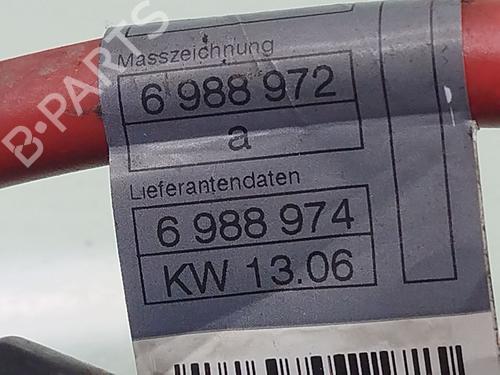 B-PARTS
Masszeichnung
6 988 972
a
Lieferantendaten
6 988 974
KW 13.06